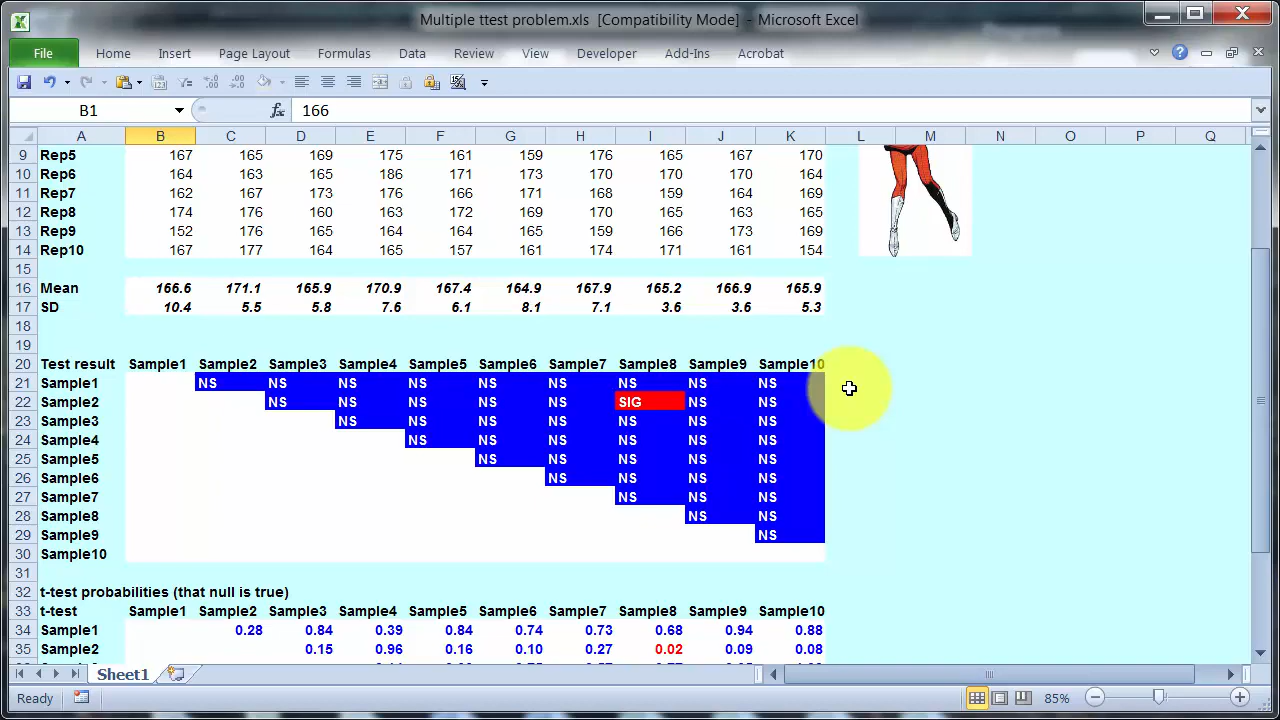 Multiple ttest problem.xls [Compatibility Mode] - Microsoft Excel
File Home Insert Page Layout Formulas Data Review View Developer Add-Ins Acrobat
B1 fx 166
A B C D E F G H I J K L M N O P Q
9 Rep5 167 165 169 175 161 159 176 165 167 170
10 Rep6 164 163 165 186 171 173 170 170 170 164
11 Rep7 162 167 173 176 166 171 168 159 164 169
12 Rep8 174 176 160 163 172 169 170 165 163 165
13 Rep9 152 176 165 164 164 165 159 166 173 169
14 Rep10 167 177 164 165 157 161 174 171 161 154
15
16 Mean 166.6 171.1 165.9 170.9 167.4 164.9 167.9 165.2 166.9 165.9
17 SD 10.4 5.5 5.8 7.6 6.1 8.1 7.1 3.6 3.6 5.3
18
19
20 Test result Sample1 Sample2 Sample3 Sample4 Sample5 Sample6 Sample7 Sample8 Sample9 Sample10
21 Sample1 NS NS NS NS NS NS NS NS NS
22 Sample2 NS NS NS NS NS SIG NS NS
23 Sample3 NS NS NS NS NS NS NS
24 Sample4 NS NS NS NS NS NS
25 Sample5 NS NS NS NS NS
26 Sample6 NS NS NS NS
27 Sample7 NS NS NS
28 Sample8 NS NS
29 Sample9 NS
30 Sample10
31
32 t-test probabilities (that null is true)
33 t-test Sample1 Sample2 Sample3 Sample4 Sample5 Sample6 Sample7 Sample8 Sample9 Sample10
34 Sample1 0.28 0.84 0.39 0.84 0.74 0.73 0.68 0.94 0.88
35 Sample2 0.15 0.96 0.16 0.10 0.27 0.02 0.09 0.08
Sheet1
Ready 85%